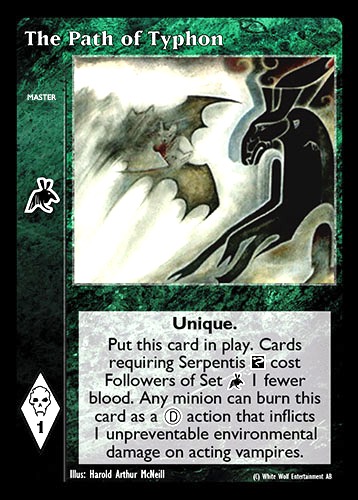 The Path of Typhon
MASTER
Unique.
Put this card in play. Cards
requiring Serpentis cost
Followers of Set 1 fewer
blood. Any minion can burn this
card as a D action that inflicts
1 unpreventable environmental
damage on acting vampires.
1
Illus: Harold Arthur McNeill
(C) White Wolf Entertainment AB